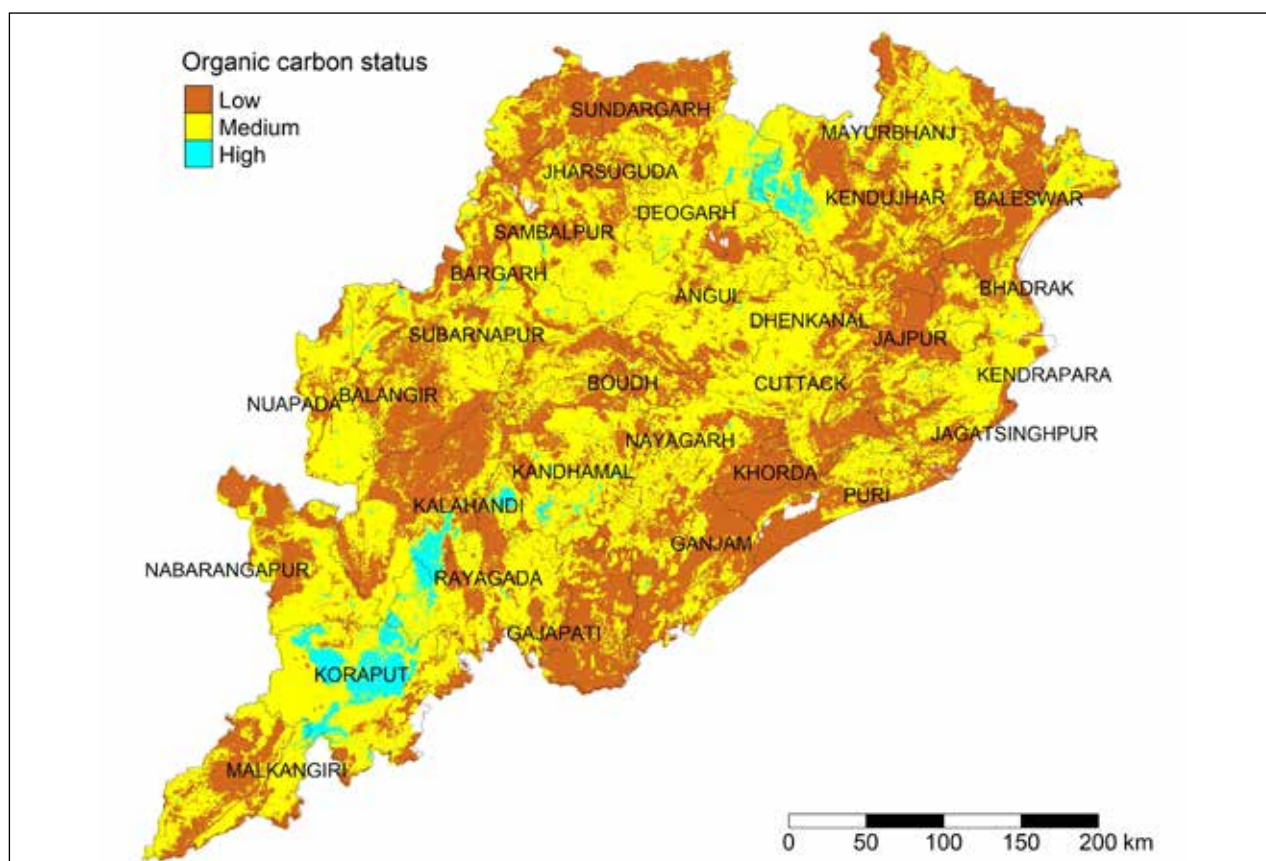 Organic carbon status
Low
Medium
High
SUNDARGARH
MAYURBHANJ
JHARSUGUDA
KENDUJHAR
BALESWAR
DEOGARH
SAMBALPUR
BARGARH
BHADRAK
ANGUL
DHENKANAL
SUBARNAPUR
JAJPUR
KENDRAPARA
BOUDH
CUTTACK
BALANGIR
NUAPADA
JAGATSINGHPUR
NAYAGARH
KANDHAMAL
KHORDA
PURI
KALAHANDI
GANJAM
NABARANGAPUR
RAYAGADA
GAJAPATI
KORAPUT
MALKANGIRI
0 50 100 150 200 km